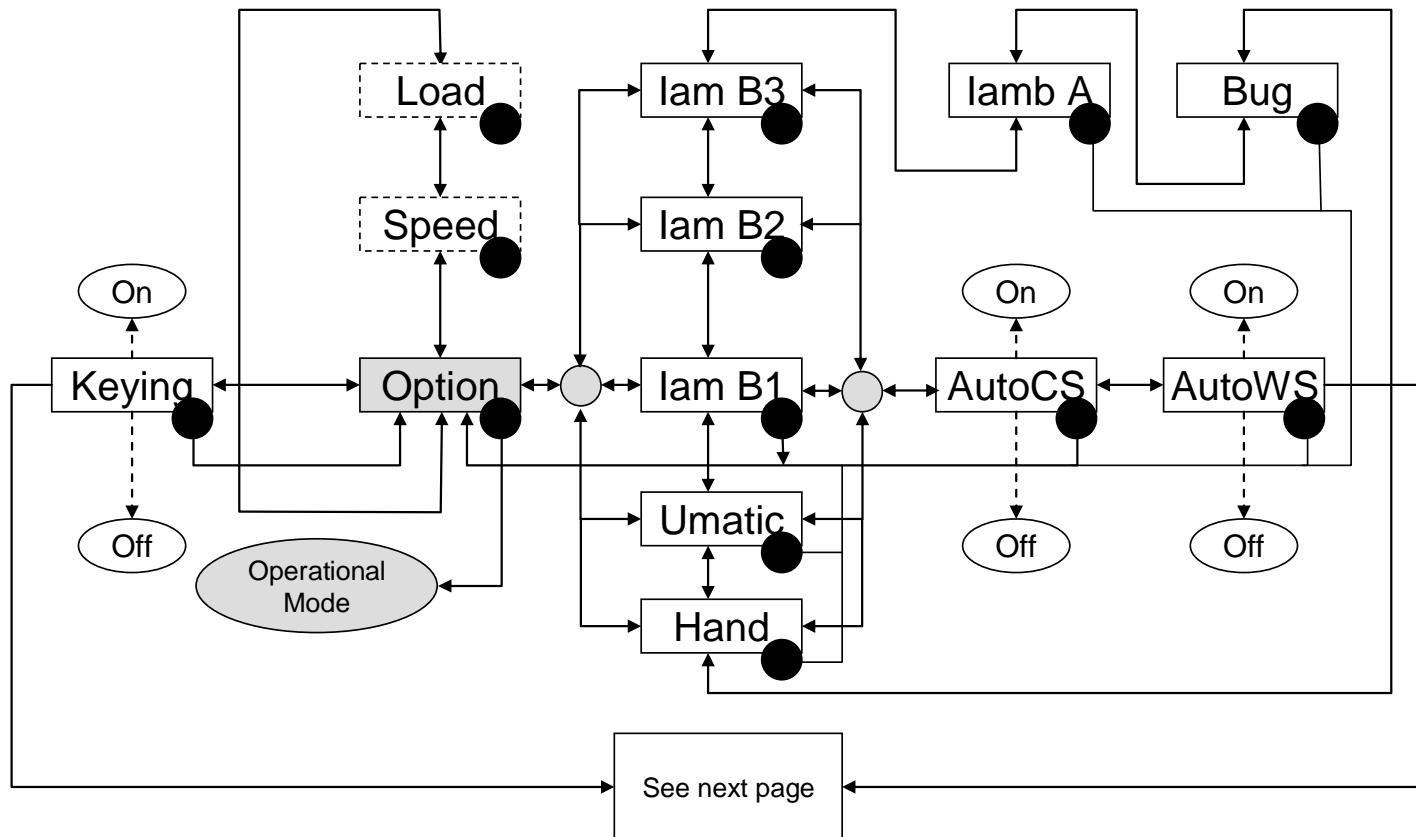 Load
Iam B3
Iamb A
Bug
Speed
Iam B2
On
On
On
Keying
Option
Iam B1
AutoCS
AutoWS
Off
Umatic
Off
Off
Operational
Mode
Hand
See next page